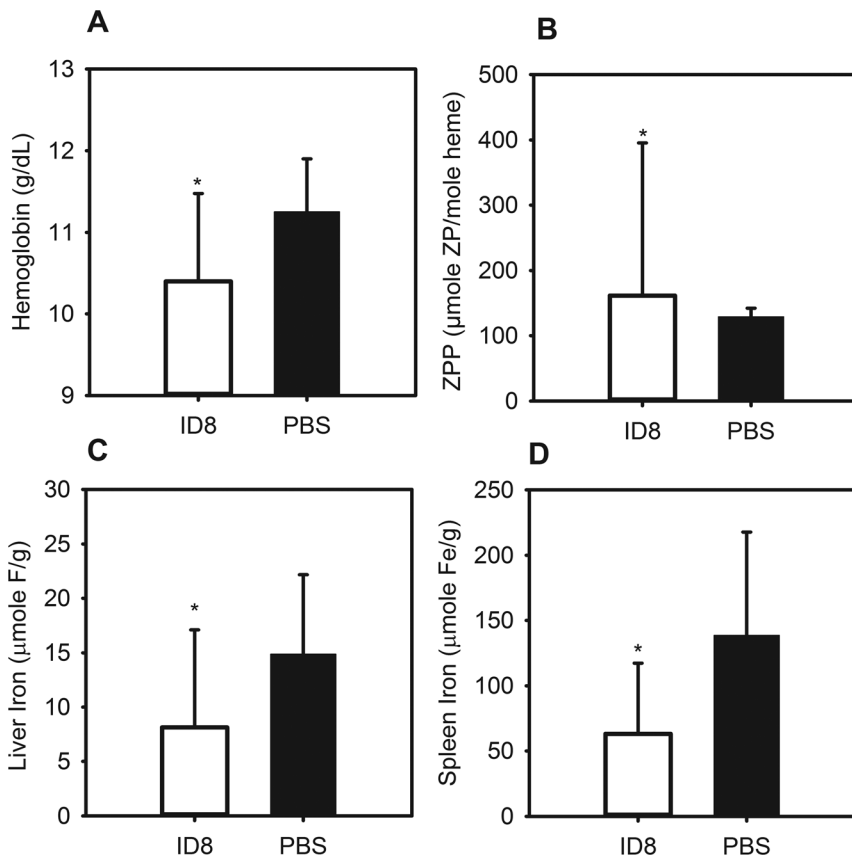 A
Hemoglobin (g/dL)
13
12
11
10
9
*
ID8
PBS
B
ZPP (µmole ZP/mole heme)
500
400
300
200
100
0
*
ID8
PBS
C
Liver Iron (µmole F/g)
30
25
20
15
10
5
0
*
ID8
PBS
D
Spleen Iron (µmole Fe/g)
250
200
150
100
50
0
*
ID8
PBS